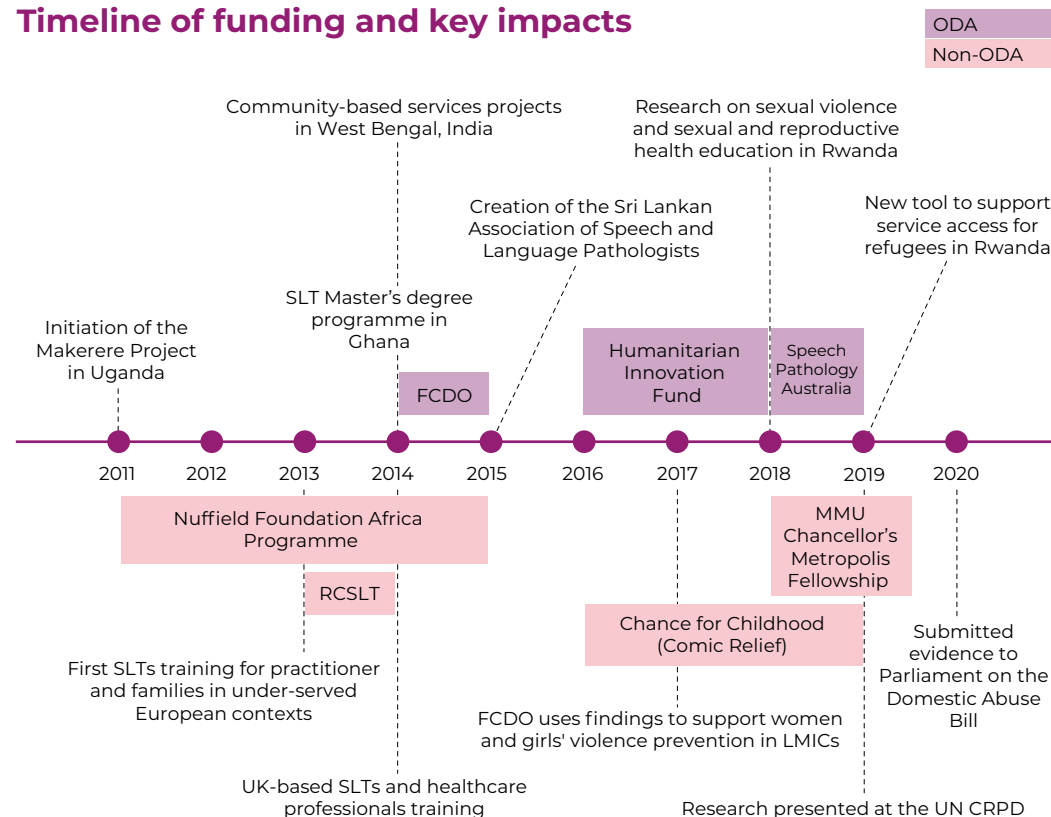 Timeline of funding and key impacts
ODA
Non-ODA
Community-based services projects
in West Bengal, India
Research on sexual violence
and sexual and reproductive
health education in Rwanda
Creation of the Sri Lankan
Association of Speech and
Language Pathologists
New tool to support
service access for
refugees in Rwanda
SLT Master's degree
programme in
Ghana
Initiation of the
Makerere Project
in Uganda
FCDO
Humanitarian
Innovation
Fund
Speech
Pathology
Australia
2011
2012
2013
2014
2015
2016
2017
2018
2019
2020
Nuffield Foundation Africa
Programme
RCSLT
MMU
Chancellor's
Metropolis
Fellowship
Chance for Childhood
(Comic Relief)
First SLTs training for practitioner
and families in under-served
European contexts
Submitted
evidence to
Parliament on the
Domestic Abuse
Bill
FCDO uses findings to support women
and girls' violence prevention in LMICs
UK-based SLTs and healthcare
professionals training
Research presented at the UN CRPD